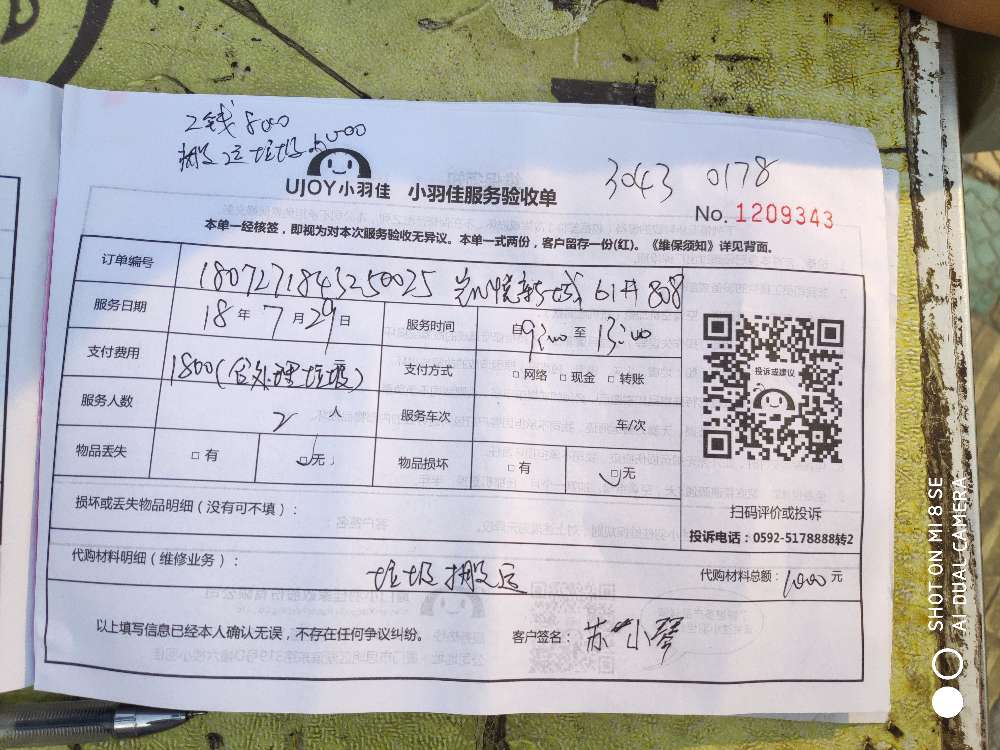 工钱 800
搬运垃圾 1000
3043 0178
UJOY小羽佳 小羽佳服务验收单
No. 1209343
本单一经核签，即视为对本次服务验收无异议。本单一式两份，客户留存一份(红)。《维保须知》详见背面。
订单编号 1807271843250025 城 61# 808
服务日期 18 年 7 月 29 日 服务时间 自 9:00 至 13:00
支付费用 1800(含处理垃圾) 支付方式 □ 网络 □ 现金 □ 转账
服务人数 2 人 服务车次 车/次
物品丢失 □ 有 □ 无 物品损坏 □ 有 □ 无
投诉或建议
扫码评价或投诉
投诉电话：0592-5178888转2
损坏或丢失物品明细（没有可不填）：
代购材料明细（维修业务）： 垃圾搬运 代购材料总额：1000 元
以上填写信息已经本人确认无误，不存在任何争议纠纷。 客户签名：苏小琴
SHOT ON MI 8 SE
AI DUAL CAMERA